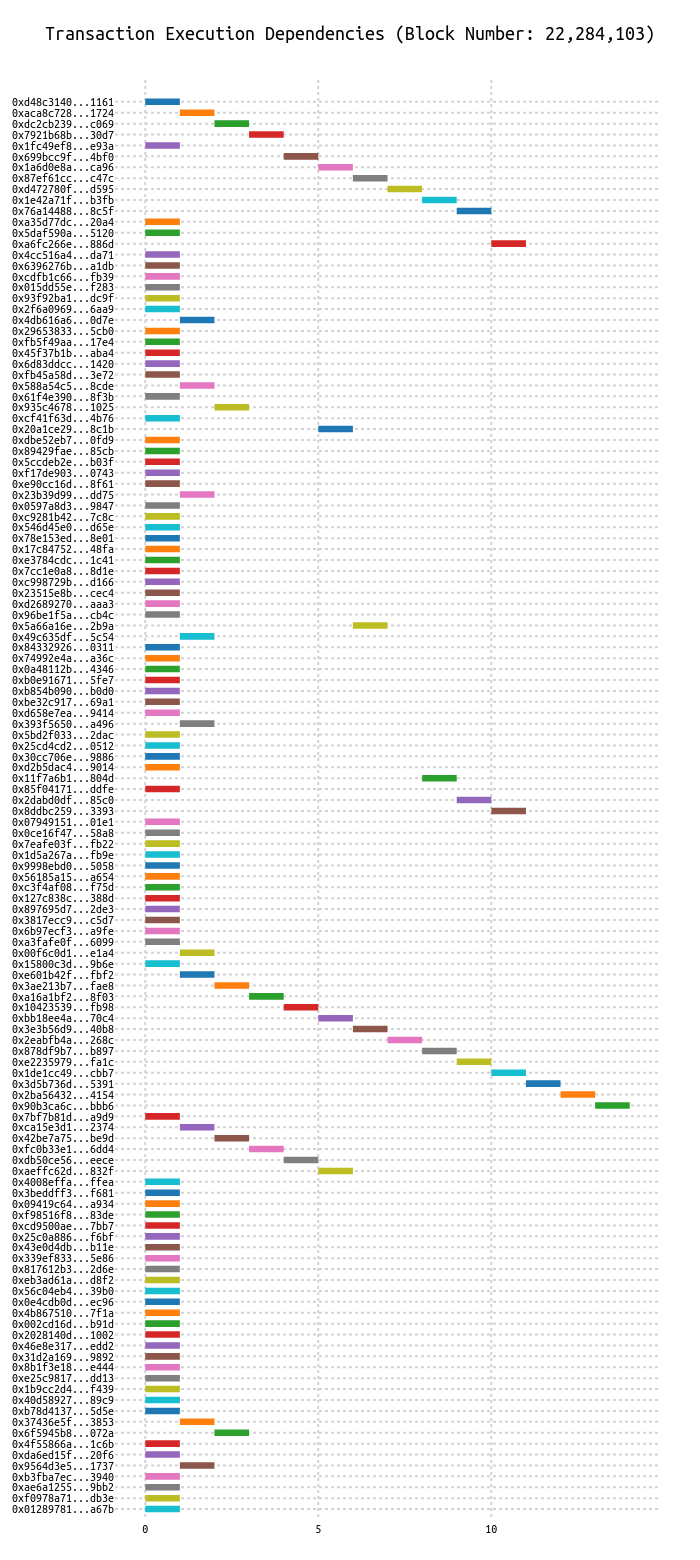 Transaction Execution Dependencies (Block Number: 22,284,103)
0xd48c3140...1161
0xaca8c728...1724
0xdc2cb239...c069
0x7921b68b...30d7
0x1fc49ef8...e93a
0x699bcc9f...4bf0
0x1a6d0e8a...ca96
0x87ef61cc...c47c
0xd472780f...d595
0x1e42a71f...b3fb
0x76a14488...8c5f
0xa35d77dc...20a4
0x5daf590a...5120
0xa6fc266e...886d
0x4cc516a4...da71
0x6396276b...a1db
0xcdfb1c66...fb39
0x015dd55e...f283
0x93f92ba1...dc9f
0x2f6a0969...6aa9
0x4db616a6...0d7e
0x29653833...5cb0
0xfb5f49aa...17e4
0x45f37b1b...aba4
0x6d83ddcc...1420
0xfb45a58d...3e72
0x588a54c5...8cde
0x61f4e390...8f3b
0x935c4678...1025
0xcf41f63d...4b76
0x20a1ce29...8c1b
0xdbe52eb7...0fd9
0x89429fae...85cb
0x5ccdeb2e...b03f
0xf17de903...0743
0xe90cc16d...8f61
0x23b39d99...dd75
0x0597a8d3...9847
0xc9281b42...7c8c
0x546d45e0...d65e
0x78e153ed...8e01
0x17c84752...48fa
0xe3784cdc...1c41
0x7cc1e0a8...8d1e
0xc998729b...d166
0x23515e8b...cec4
0xd2689270...aaa3
0x96be1f5a...cb4c
0x5a66a16e...2b9a
0x49c635df...5c54
0x84332926...0311
0x74992e4a...a36c
0x0a48112b...4346
0xb0e91671...5fe7
0xb854b090...b0d0
0xbe32c917...69a1
0xd658e7ea...9414
0x393f5650...a496
0x5bd2f033...2dac
0x25cd4cd2...0512
0x30cc706e...9886
0xd2b5dac4...9014
0x11f7a6b1...804d
0x85f04171...ddfe
0x2dabd0df...85c0
0x8ddbc259...3393
0x07949151...01e1
0x0ce16f47...58a8
0x7eafe03f...fb22
0x1d5a267a...fb9e
0x9998ebd0...5058
0x56185a15...a654
0xc3f4af08...f75d
0x127c838c...388d
0x897695d7...2de3
0x3817ecc9...c5d7
0x6b97ecf3...a9fe
0xa3fafe0f...6099
0x00f6c0d1...e1a4
0x15800c3d...9b6e
0xe601b42f...fbf2
0x3ae213b7...fae8
0xa16a1bf2...8f03
0x10423539...fb98
0xbb18ee4a...70c4
0x3e3b56d9...40b8
0x2eabfb4a...268c
0x878df9b7...b897
0xe2235979...fa1c
0x1de1cc49...cbb7
0x3d5b736d...5391
0x2ba56432...4154
0x90b3ca6c...bbb6
0x7bf7b81d...a9d9
0xca15e3d1...2374
0x42be7a75...be9d
0xfc0b33e1...6dd4
0xdb50ce56...eece
0xaeffc62d...832f
0x4008effa...ffea
0x3beddff3...f681
0x09419c64...a934
0xf98516f8...83de
0xcd9500ae...7bb7
0x25c0a886...f6bf
0x43e0d4db...b11e
0x339ef833...5e86
0x817612b3...2d6e
0xeb3ad61a...d8f2
0x56c04eb4...39b0
0x0e4cdb0d...ec96
0x4b867510...7f1a
0x002cd16d...b91d
0x2028140d...1002
0x46e8e317...edd2
0x31d2a169...9892
0x8b1f3e18...e444
0xe25c9817...dd13
0x1b9cc2d4...f439
0x40d58927...89c9
0xb78d4137...5d5e
0x37436e5f...3853
0x6f5945b8...072a
0x4f55866a...1c6b
0xda6ed15f...20f6
0x9564d3e5...1737
0xb3fba7ec...3940
0xae6a1255...9bb2
0xf0978a71...db3e
0x01289781...a67b
0 5 10